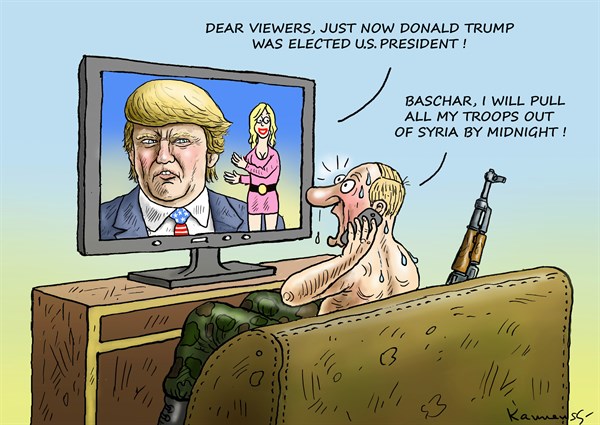 DEAR VIEWERS, JUST NOW DONALD TRUMP
WAS ELECTED U.S. PRESIDENT !
BASCHAR, I WILL PULL
ALL MY TROOPS OUT
OF SYRIA BY MIDNIGHT !